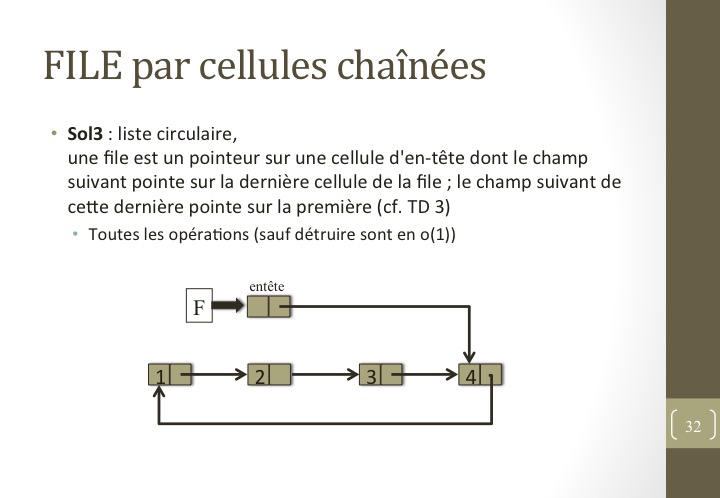 FILE par cellules chaînées
• Sol3 : liste circulaire,
une file est un pointeur sur une cellule d'en-tête dont le champ
suivant pointe sur la dernière cellule de la file ; le champ suivant de
cette dernière pointe sur la première (cf. TD 3)
• Toutes les opérations (sauf détruire sont en o(1))
entête
F
1 2 3 4
32